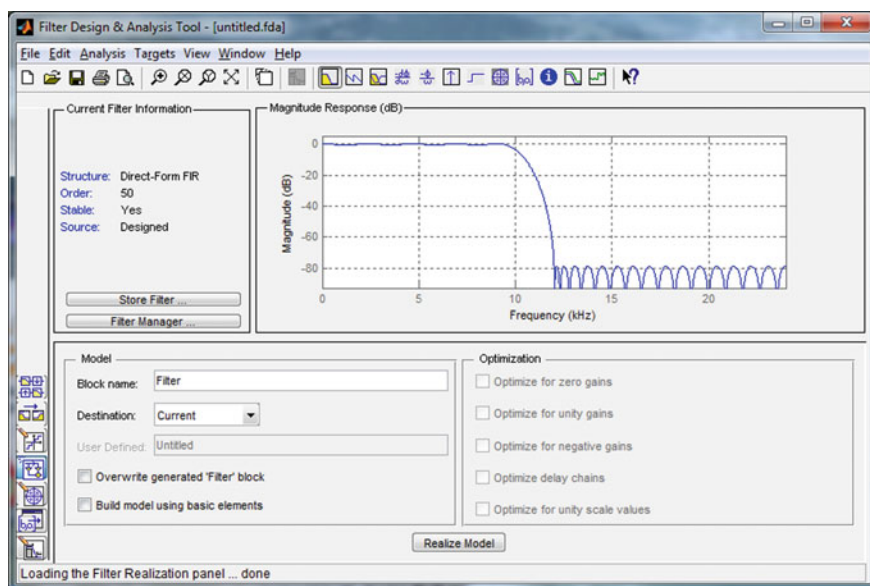 Filter Design & Analysis Tool - [untitled.fda]
File Edit Analysis Targets View Window Help
Current Filter Information
Structure: Direct-Form FIR
Order: 50
Stable: Yes
Source: Designed
Store Filter ...
Filter Manager ...
Magnitude Response (dB)
0
-20
-40
-60
-80
Magnitude (dB)
0 5 10 15 20
Frequency (kHz)
Model
Block name: Filter
Destination: Current
User Defined: Untitled
Overwrite generated 'Filter' block
Build model using basic elements
Optimization
Optimize for zero gains
Optimize for unity gains
Optimize for negative gains
Optimize delay chains
Optimize for unity scale values
Realize Model
Loading the Filter Realization panel ... done